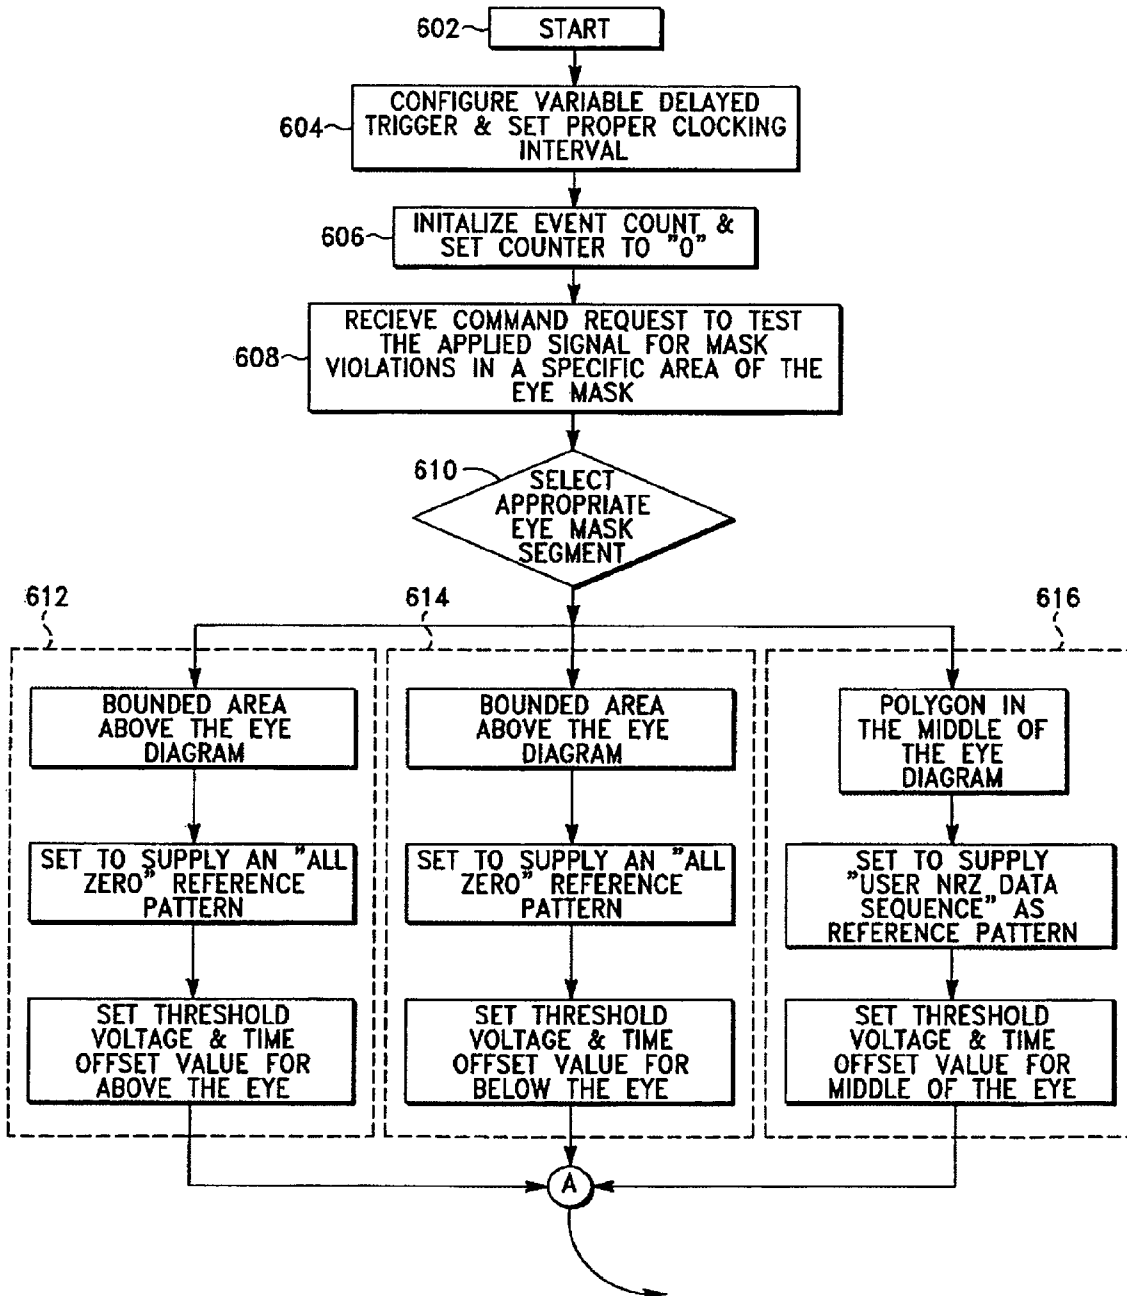 602
START
604
CONFIGURE VARIABLE DELAYED
TRIGGER & SET PROPER CLOCKING
INTERVAL
606
INITALIZE EVENT COUNT &
SET COUNTER TO "0"
608
RECIEVE COMMAND REQUEST TO TEST
THE APPLIED SIGNAL FOR MASK
VIOLATIONS IN A SPECIFIC AREA OF THE
EYE MASK
610
SELECT
APPROPRIATE
EYE MASK
SEGMENT
612
BOUNDED AREA
ABOVE THE EYE
DIAGRAM
SET TO SUPPLY AN "ALL
ZERO" REFERENCE
PATTERN
SET THRESHOLD
VOLTAGE & TIME
OFFSET VALUE FOR
ABOVE THE EYE
614
BOUNDED AREA
ABOVE THE EYE
DIAGRAM
SET TO SUPPLY AN "ALL
ZERO" REFERENCE
PATTERN
SET THRESHOLD
VOLTAGE & TIME
OFFSET VALUE FOR
BELOW THE EYE
616
POLYGON IN
THE MIDDLE OF
THE EYE
DIAGRAM
SET TO SUPPLY
"USER NRZ DATA
SEQUENCE" AS
REFERENCE PATTERN
SET THRESHOLD
VOLTAGE & TIME
OFFSET VALUE FOR
MIDDLE OF THE EYE
A